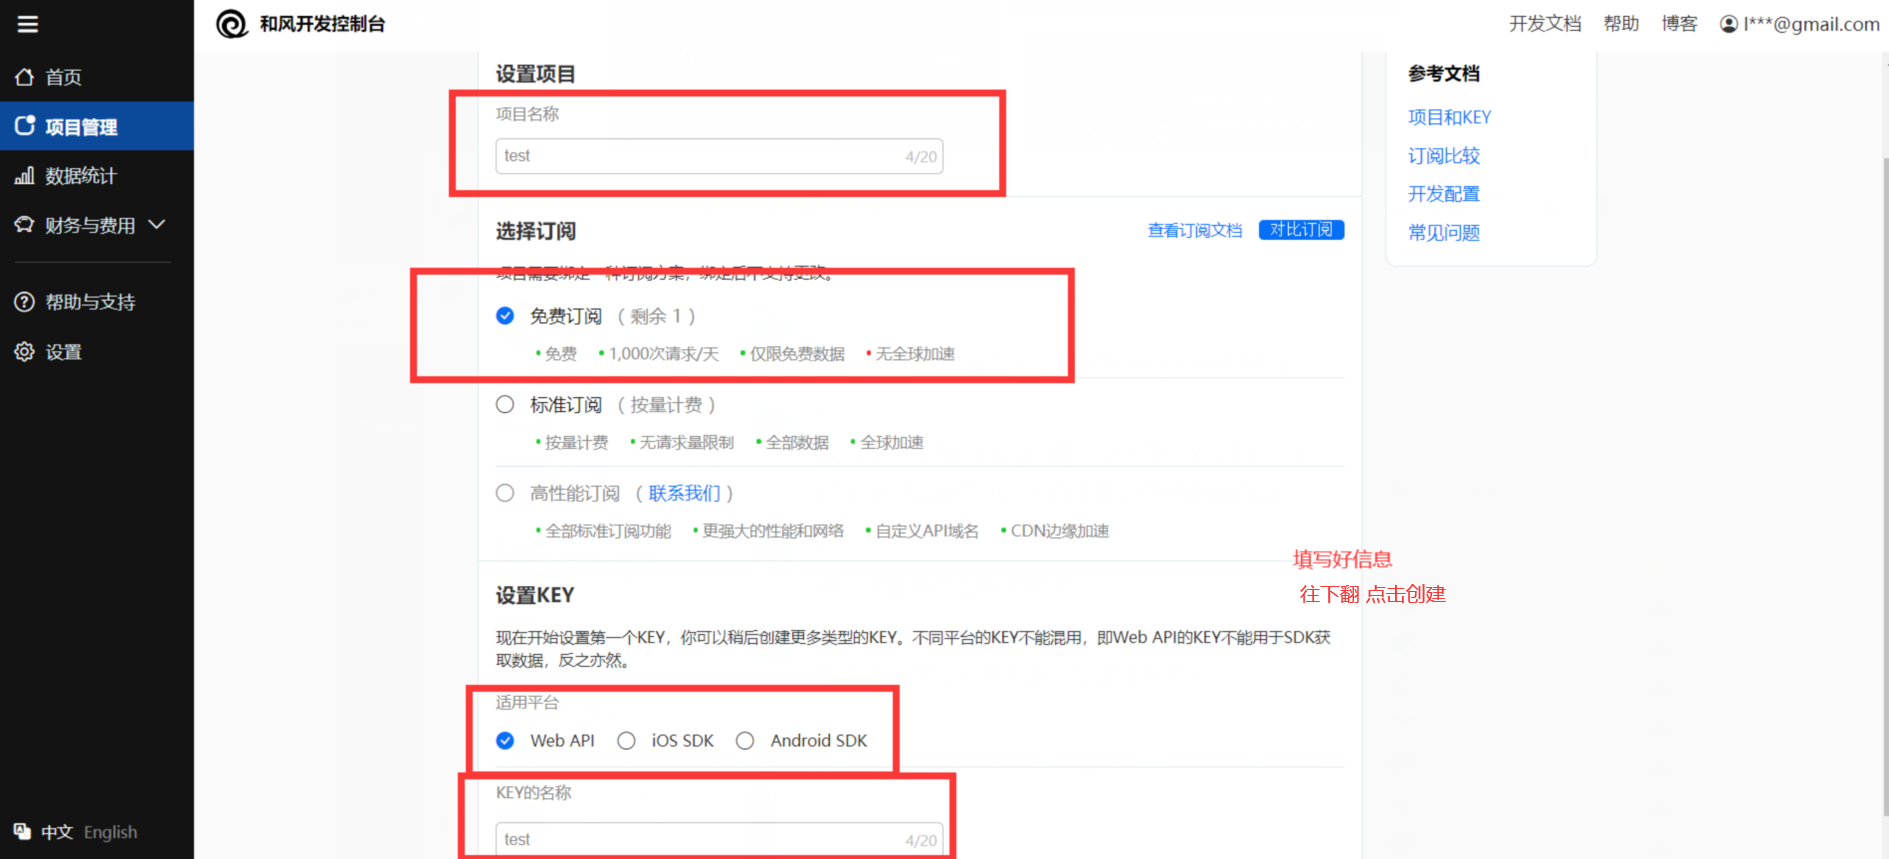 和风开发控制台
开发文档 帮助 博客 l***@gmail.com
首页
项目管理
数据统计
财务与费用
帮助与支持
设置
中文 English
设置项目
项目名称
test 4/20
选择订阅
查看订阅文档 对比订阅
项目需要绑定一种订阅方案，绑定后不支持更改。
免费订阅 （ 剩余 1 ）
免费 1,000次请求/天 仅限免费数据 无全球加速
标准订阅 （ 按量计费 ）
按量计费 无请求量限制 全部数据 全球加速
高性能订阅 （ 联系我们 ）
全部标准订阅功能 更强大的性能和网络 自定义API域名 CDN边缘加速
填写好信息
往下翻 点击创建
设置KEY
现在开始设置第一个KEY，你可以稍后创建更多类型的KEY。不同平台的KEY不能混用，即Web API的KEY不能用于SDK获
取数据，反之亦然。
适用平台
Web API iOS SDK Android SDK
KEY的名称
test 4/20
参考文档
项目和KEY
订阅比较
开发配置
常见问题